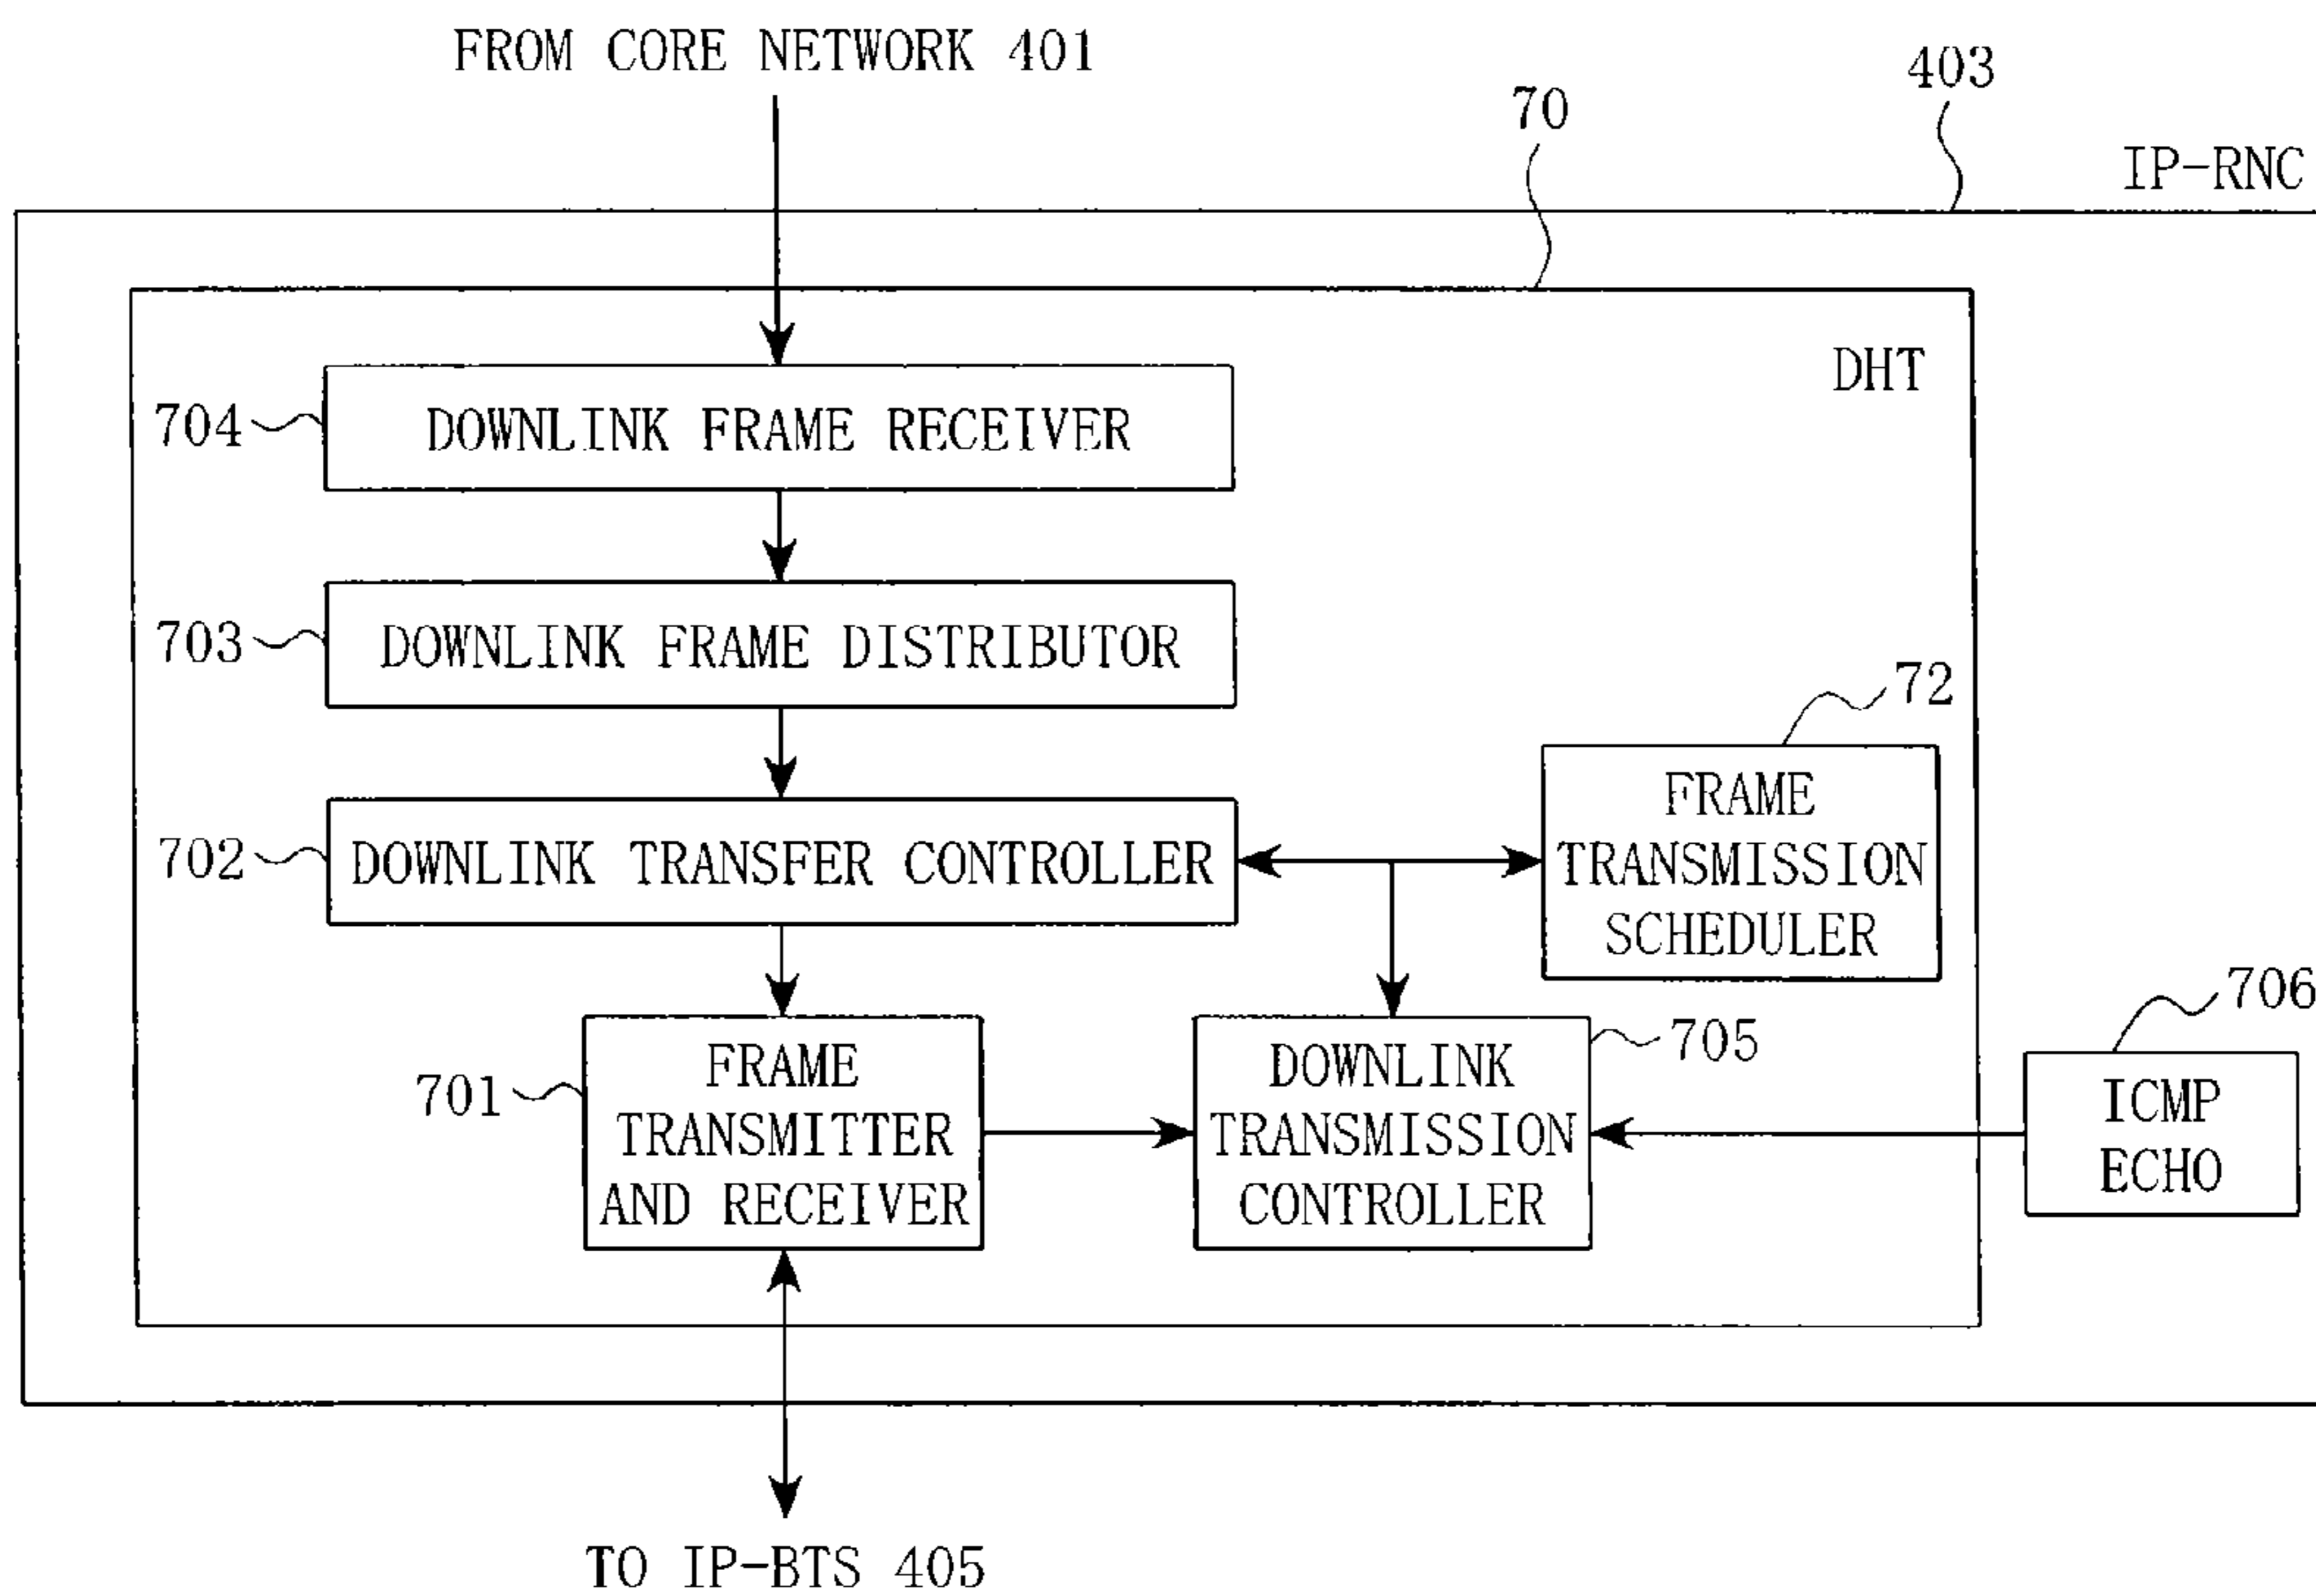 FROM CORE NETWORK 401
403
70
IP-RNC
DHT
704
DOWNLINK FRAME RECEIVER
703
DOWNLINK FRAME DISTRIBUTOR
72
702
DOWNLINK TRANSFER CONTROLLER
FRAME
TRANSMISSION
SCHEDULER
706
701
FRAME
TRANSMITTER
AND RECEIVER
705
DOWNLINK
TRANSMISSION
CONTROLLER
ICMP
ECHO
TO IP-BTS 405